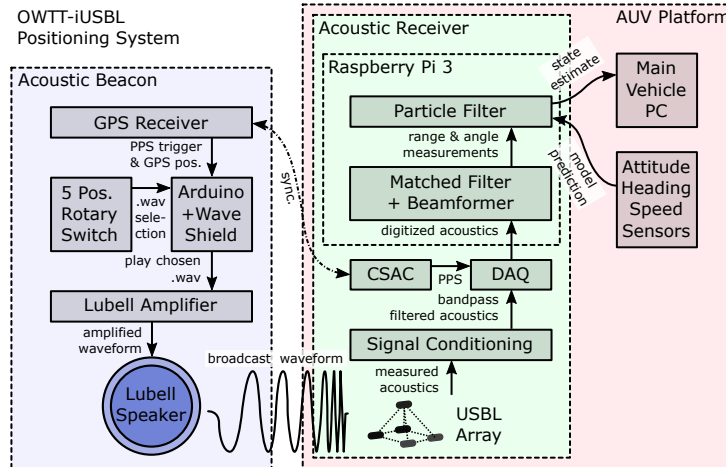 OWTT-iUSBL
Positioning System
Acoustic Beacon
GPS Receiver
PPS trigger
& GPS pos.
5 Pos.
Rotary
Switch
.wav
sele-
ction
Arduino
+Wave
Shield
play chosen
.wav
Lubell Amplifier
amplified
waveform
Lubell
Speaker
broadcast waveform
sync.
AUV Platform
Acoustic Receiver
Raspberry Pi 3
Particle Filter
range & angle
measurements
Matched Filter
+ Beamformer
digitized acoustics
CSAC
PPS
DAQ
bandpass
filtered acoustics
Signal Conditioning
measured
acoustics
USBL
Array
state
estimate
Main
Vehicle
PC
model
prediction
Attitude
Heading
Speed
Sensors